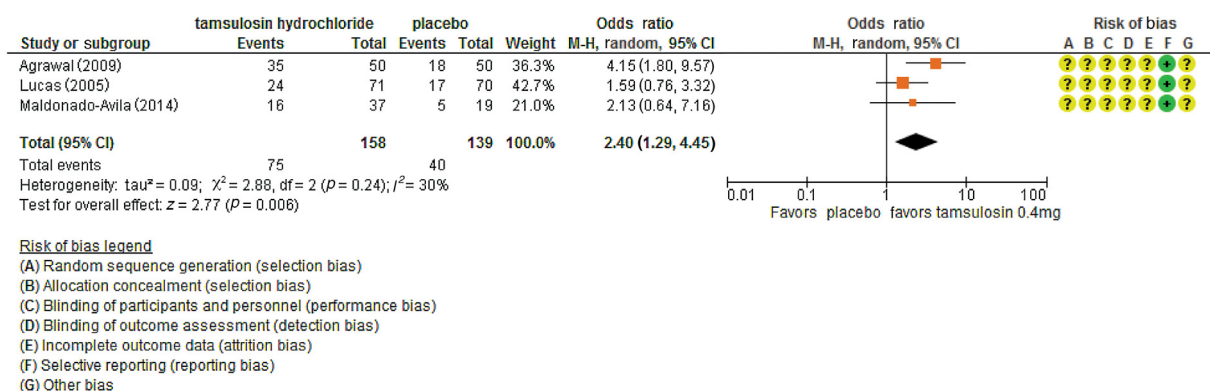 tamsulosin hydrochloride placebo Odds ratio Odds ratio Risk of bias
Study or subgroup Events Total Events Total Weight M-H, random, 95% CI M-H, random, 95% CI A B C D E F G
Agrawal (2009) 35 50 18 50 36.3% 4.15 (1.80, 9.57) ? ? ? ? ? + ?
Lucas (2005) 24 71 17 70 42.7% 1.59 (0.76, 3.32) ? ? ? ? ? + ?
Maldonado-Avila (2014) 16 37 5 19 21.0% 2.13 (0.64, 7.16) ? ? ? ? ? + ?
Total (95% CI) 158 139 100.0% 2.40 (1.29, 4.45)
Total events 75 40
Heterogeneity: tau² = 0.09; χ² = 2.88, df = 2 (p = 0.24); I² = 30%
Test for overall effect: z = 2.77 (P = 0.006)
0.01 0.1 1 10 100
Favors placebo favors tamsulosin 0.4mg
Risk of bias legend
(A) Random sequence generation (selection bias)
(B) Allocation concealment (selection bias)
(C) Blinding of participants and personnel (performance bias)
(D) Blinding of outcome assessment (detection bias)
(E) Incomplete outcome data (attrition bias)
(F) Selective reporting (reporting bias)
(G) Other bias